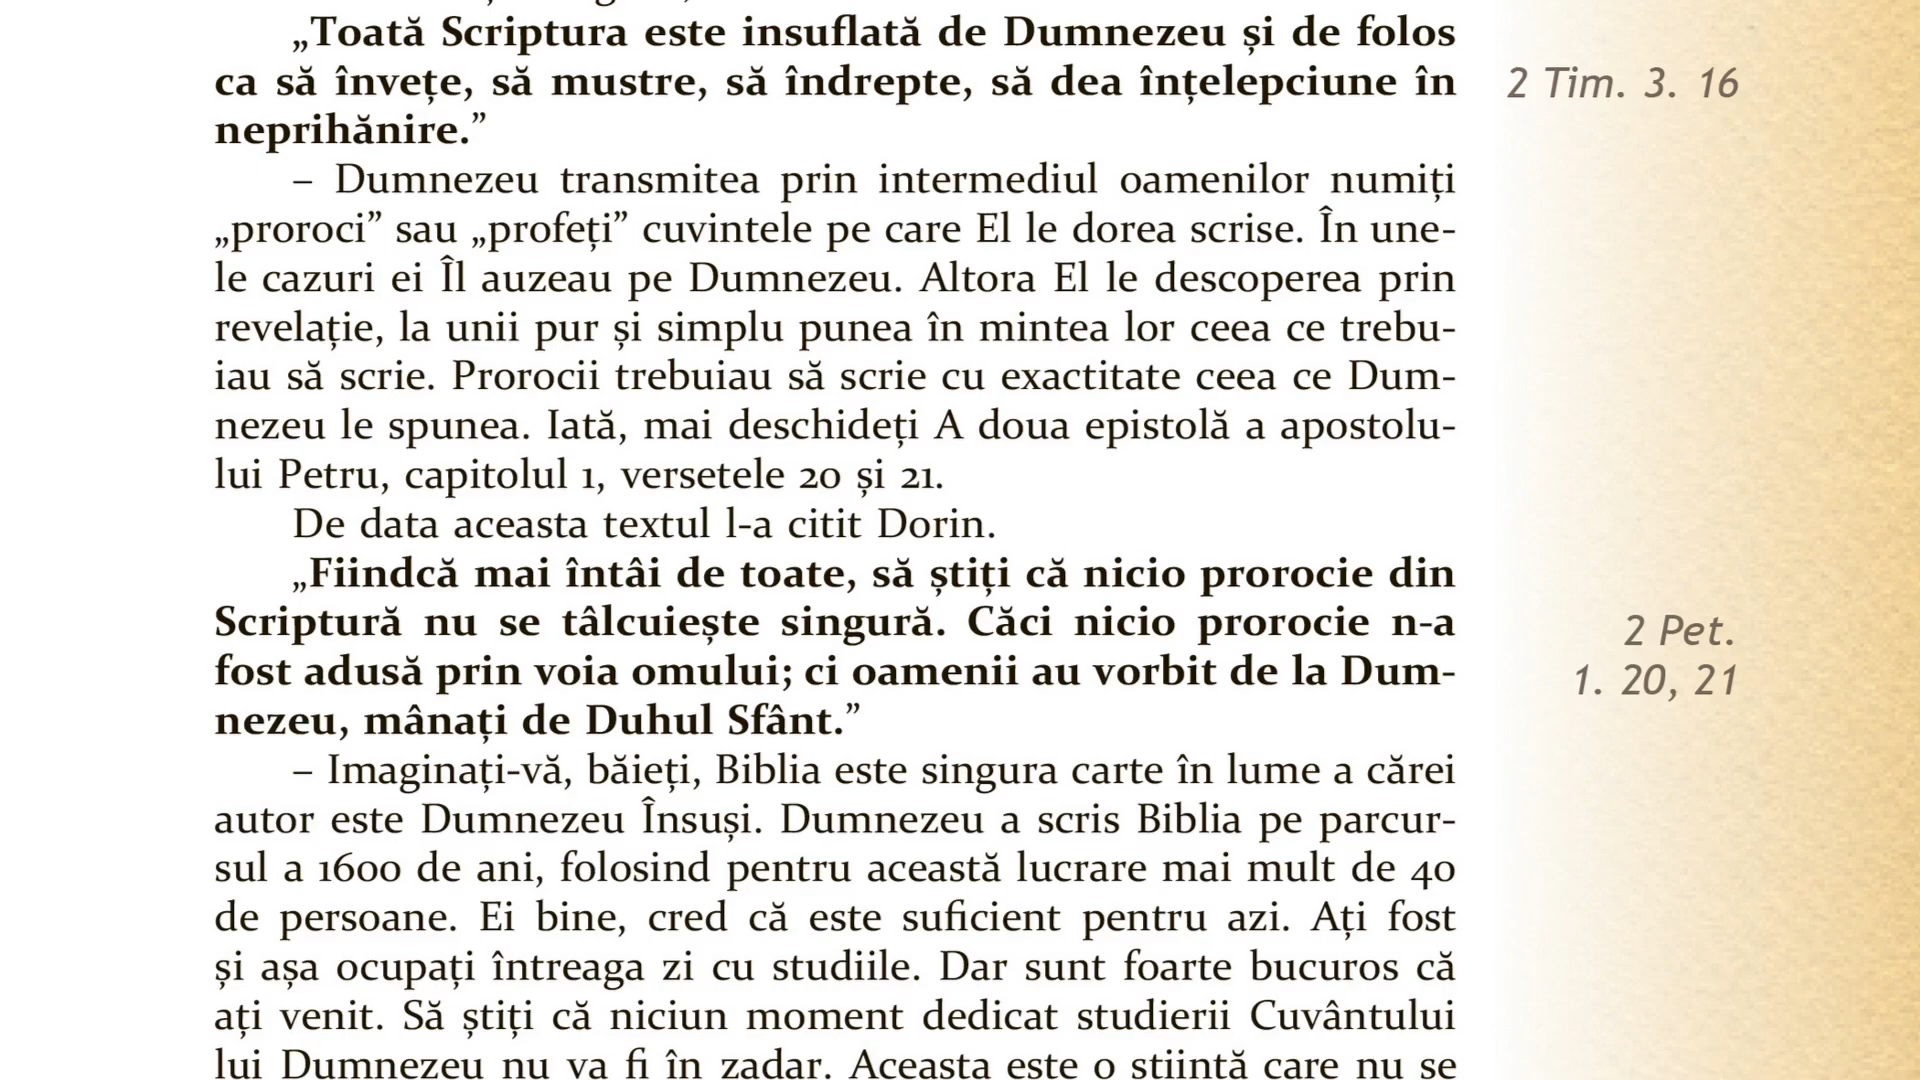 „Toată Scriptura este insuflată de Dumnezeu și de folos
ca să învețe, să mustre, să îndrepte, să dea înțelepciune în
2 Tim. 3. 16
neprihănire.”
– Dumnezeu transmitea prin intermediul oamenilor numiți
„proroci” sau „profeți” cuvintele pe care El le dorea scrise. În une-
le cazuri ei Îl auzeau pe Dumnezeu. Altora El le descoperea prin
revelație, la unii pur și simplu punea în mintea lor ceea ce trebu-
iau să scrie. Prorocii trebuiau să scrie cu exactitate ceea ce Dum-
nezeu le spunea. Iată, mai deschideți A doua epistolă a apostolu-
lui Petru, capitolul 1, versetele 20 și 21.
De data aceasta textul l-a citit Dorin.
„Fiindcă mai întâi de toate, să știți că nicio prorocie din
Scriptură nu se tâlcuiește singură. Căci nicio prorocie n-a
2 Pet.
fost adusă prin voia omului; ci oamenii au vorbit de la Dum-
1. 20, 21
nezeu, mânați de Duhul Sfânt.”
– Imaginați-vă, băieți, Biblia este singura carte în lume a cărei
autor este Dumnezeu Însuși. Dumnezeu a scris Biblia pe parcur-
sul a 1600 de ani, folosind pentru această lucrare mai mult de 40
de persoane. Ei bine, cred că este suficient pentru azi. Ați fost
și așa ocupați întreaga zi cu studiile. Dar sunt foarte bucuros că
ați venit. Să știți că niciun moment dedicat studierii Cuvântului
lui Dumnezeu nu va fi în zadar. Aceasta este o știință care nu se